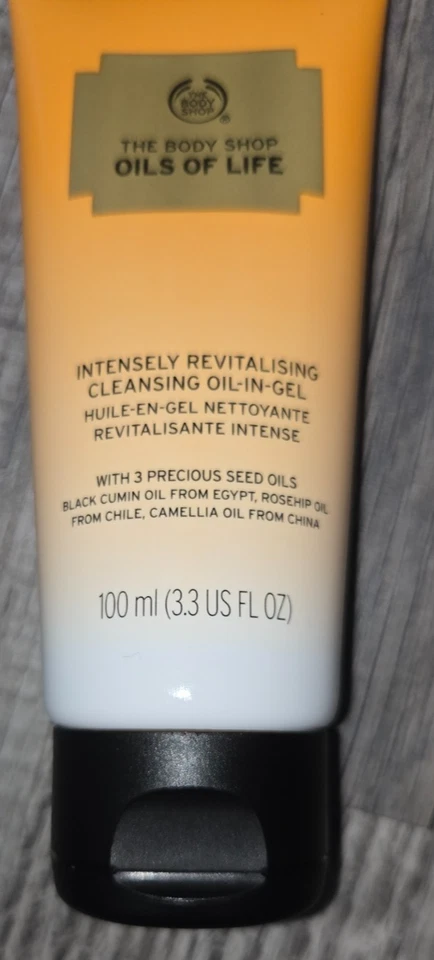 THE
BODY
SHOP
®
THE BODY SHOP
OILS OF LIFE
INTENSELY REVITALISING
CLEANSING OIL-IN-GEL
HUILE-EN-GEL NETTOYANTE
REVITALISANTE INTENSE
WITH 3 PRECIOUS SEED OILS
BLACK CUMIN OIL FROM EGYPT, ROSEHIP OIL
FROM CHILE, CAMELLIA OIL FROM CHINA
100 ml (3.3 US FL OZ)